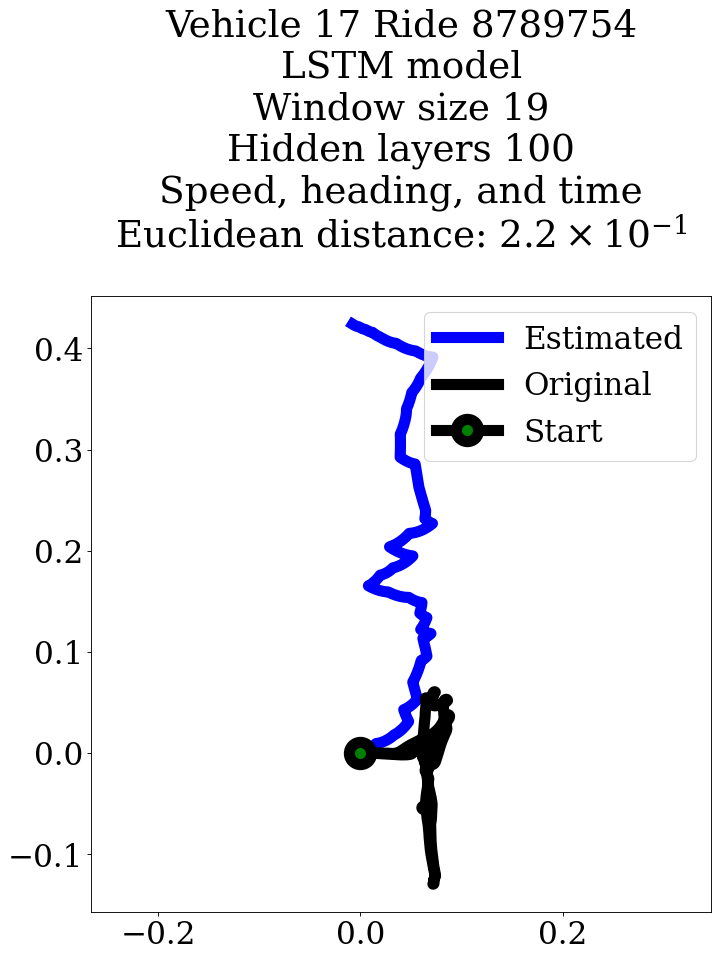 Vehicle 17 Ride 8789754
LSTM model
Window size 19
Hidden layers 100
Speed, heading, and time
Euclidean distance: 2.2 × 10⁻¹
Estimated
Original
Start
0.4
0.3
0.2
0.1
0.0
−0.1
−0.2
0.0
0.2